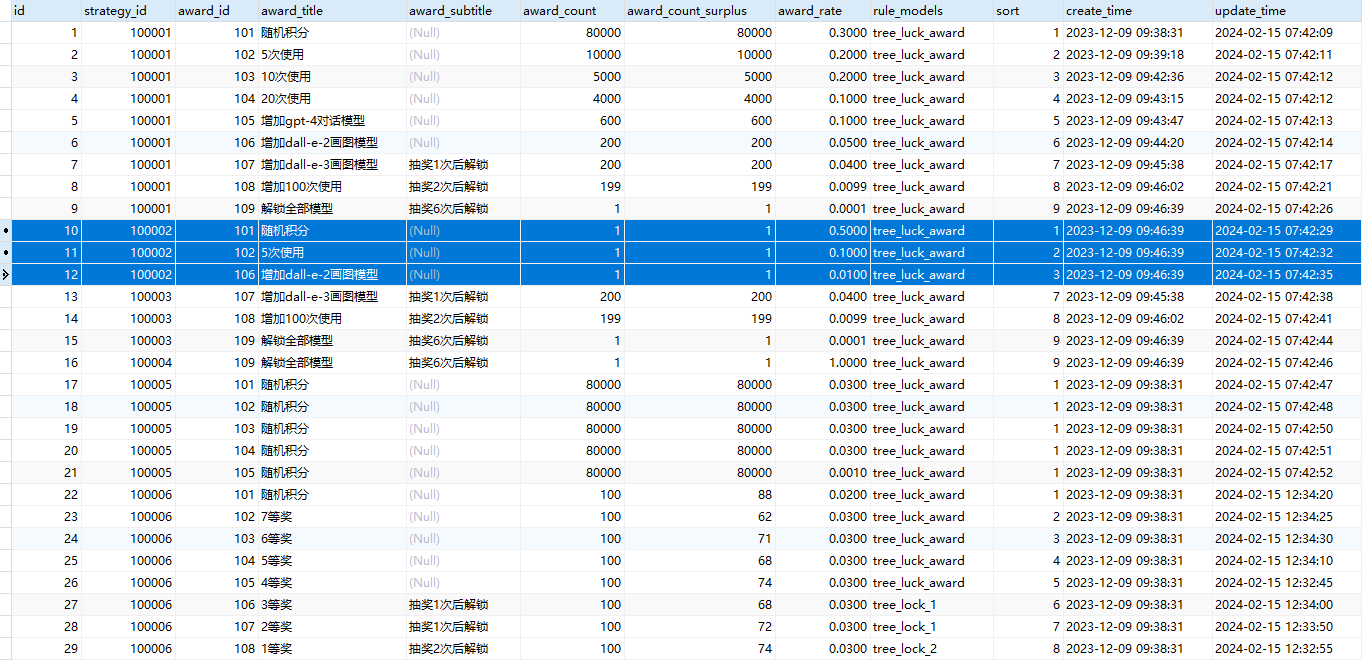 id strategy_id award_id award_title award_subtitle award_count award_count_surplus award_rate rule_models sort create_time update_time
1 100001 101 随机积分 (Null) 80000 80000 0.3000 tree_luck_award 1 2023-12-09 09:38:31 2024-02-15 07:42:09
2 100001 102 5次使用 (Null) 10000 10000 0.2000 tree_luck_award 2 2023-12-09 09:39:18 2024-02-15 07:42:11
3 100001 103 10次使用 (Null) 5000 5000 0.2000 tree_luck_award 3 2023-12-09 09:42:36 2024-02-15 07:42:12
4 100001 104 20次使用 (Null) 4000 4000 0.1000 tree_luck_award 4 2023-12-09 09:43:15 2024-02-15 07:42:12
5 100001 105 增加gpt-4对话模型 (Null) 600 600 0.1000 tree_luck_award 5 2023-12-09 09:43:47 2024-02-15 07:42:13
6 100001 106 增加dall-e-2画图模型 (Null) 200 200 0.0500 tree_luck_award 6 2023-12-09 09:44:20 2024-02-15 07:42:14
7 100001 107 增加dall-e-3画图模型 抽奖1次后解锁 200 200 0.0400 tree_luck_award 7 2023-12-09 09:45:38 2024-02-15 07:42:17
8 100001 108 增加100次使用 抽奖2次后解锁 199 199 0.0099 tree_luck_award 8 2023-12-09 09:46:02 2024-02-15 07:42:21
9 100001 109 解锁全部模型 抽奖6次后解锁 1 1 0.0001 tree_luck_award 9 2023-12-09 09:46:39 2024-02-15 07:42:26
10 100002 101 随机积分 (Null) 1 1 0.5000 tree_luck_award 1 2023-12-09 09:46:39 2024-02-15 07:42:29
11 100002 102 5次使用 (Null) 1 1 0.1000 tree_luck_award 2 2023-12-09 09:46:39 2024-02-15 07:42:32
12 100002 106 增加dall-e-2画图模型 (Null) 1 1 0.0100 tree_luck_award 3 2023-12-09 09:46:39 2024-02-15 07:42:35
13 100003 107 增加dall-e-3画图模型 抽奖1次后解锁 200 200 0.0400 tree_luck_award 7 2023-12-09 09:45:38 2024-02-15 07:42:38
14 100003 108 增加100次使用 抽奖2次后解锁 199 199 0.0099 tree_luck_award 8 2023-12-09 09:46:02 2024-02-15 07:42:41
15 100003 109 解锁全部模型 抽奖6次后解锁 1 1 0.0001 tree_luck_award 9 2023-12-09 09:46:39 2024-02-15 07:42:44
16 100004 109 解锁全部模型 抽奖6次后解锁 1 1 1.0000 tree_luck_award 9 2023-12-09 09:46:39 2024-02-15 07:42:46
17 100005 101 随机积分 (Null) 80000 80000 0.0300 tree_luck_award 1 2023-12-09 09:38:31 2024-02-15 07:42:47
18 100005 102 随机积分 (Null) 80000 80000 0.0300 tree_luck_award 1 2023-12-09 09:38:31 2024-02-15 07:42:48
19 100005 103 随机积分 (Null) 80000 80000 0.0300 tree_luck_award 1 2023-12-09 09:38:31 2024-02-15 07:42:50
20 100005 104 随机积分 (Null) 80000 80000 0.0300 tree_luck_award 1 2023-12-09 09:38:31 2024-02-15 07:42:51
21 100005 105 随机积分 (Null) 80000 80000 0.0010 tree_luck_award 1 2023-12-09 09:38:31 2024-02-15 07:42:52
22 100006 101 随机积分 (Null) 100 88 0.0200 tree_luck_award 1 2023-12-09 09:38:31 2024-02-15 12:34:20
23 100006 102 7等奖 (Null) 100 62 0.0300 tree_luck_award 2 2023-12-09 09:38:31 2024-02-15 12:34:25
24 100006 103 6等奖 (Null) 100 71 0.0300 tree_luck_award 3 2023-12-09 09:38:31 2024-02-15 12:34:30
25 100006 104 5等奖 (Null) 100 68 0.0300 tree_luck_award 4 2023-12-09 09:38:31 2024-02-15 12:34:10
26 100006 105 4等奖 (Null) 100 74 0.0300 tree_luck_award 5 2023-12-09 09:38:31 2024-02-15 12:32:45
27 100006 106 3等奖 抽奖1次后解锁 100 68 0.0300 tree_lock_1 6 2023-12-09 09:38:31 2024-02-15 12:34:00
28 100006 107 2等奖 抽奖1次后解锁 100 72 0.0300 tree_lock_1 7 2023-12-09 09:38:31 2024-02-15 12:33:50
29 100006 108 1等奖 抽奖2次后解锁 100 74 0.0300 tree_lock_2 8 2023-12-09 09:38:31 2024-02-15 12:32:55